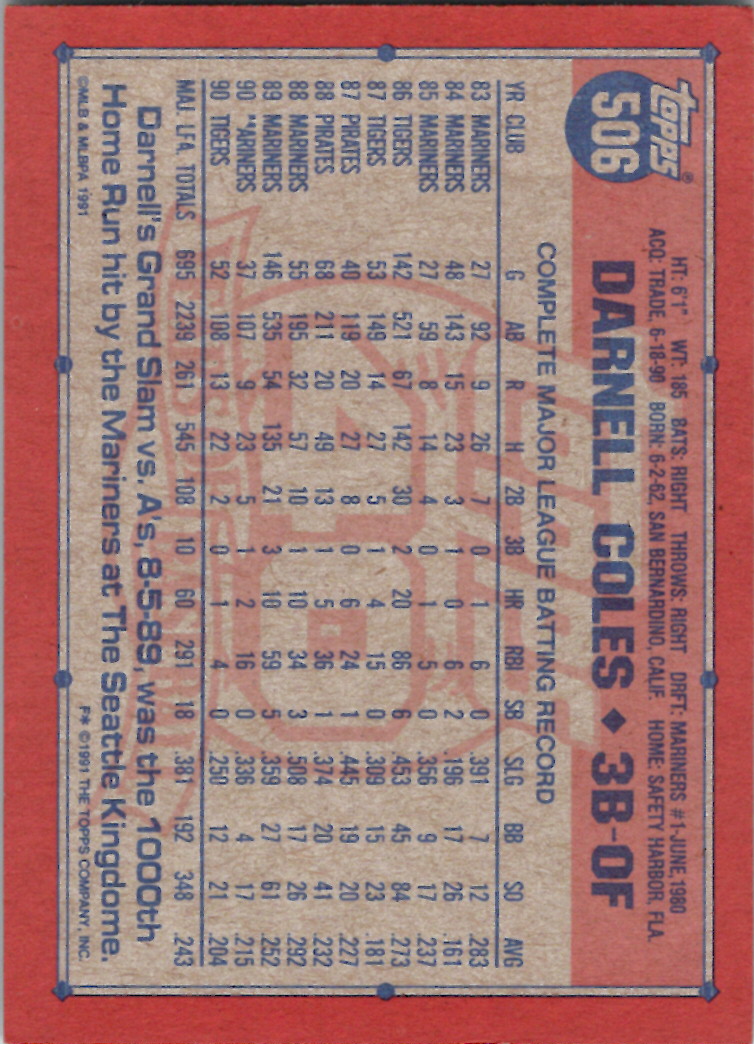 topps®
506
HT: 6'1" WT: 185 BATS: RIGHT THROWS: RIGHT DRFT: MARINERS #1-JUNE, 1980
ACQ: TRADE, 6-18-90 BORN: 6-2-62, SAN BERNARDINO, CALIF. HOME: SAFETY HARBOR, FLA.
DARNELL COLES ♦ 3B-OF
COMPLETE MAJOR LEAGUE BATTING RECORD
YR CLUB G AB R H 2B 3B HR RBI SB SLG BB SO AVG
83 MARINERS 27 92 9 26 7 0 1 6 0 .391 7 12 .283
84 MARINERS 48 143 15 23 3 1 0 6 2 .196 17 26 .161
85 MARINERS 27 59 8 14 4 0 1 5 0 .356 9 17 .237
86 TIGERS 142 521 67 142 30 2 20 86 6 .453 45 84 .273
87 TIGERS 53 149 14 27 5 1 4 15 0 .309 15 23 .181
87 PIRATES 40 119 20 27 8 0 6 24 1 .445 19 20 .227
88 PIRATES 68 211 20 49 13 1 5 36 1 .374 20 41 .232
88 MARINERS 55 195 32 57 10 1 10 34 3 .508 17 26 .292
89 MARINERS 146 535 54 135 21 3 10 59 5 .359 27 61 .252
90 "ARINERS 37 107 9 23 5 1 2 16 0 .336 4 17 .215
90 TIGERS 52 108 13 22 2 0 1 4 0 .250 12 21 .204
MAJ. LEA. TOTALS 695 2239 261 545 108 10 60 291 18 .381 192 348 .243
Darnell's Grand Slam vs. A's, 8-5-89, was the 1000th
Home Run hit by the Mariners at The Seattle Kingdome.
©MLB & MLBPA 1991 F* ©1991 THE TOPPS COMPANY, INC.